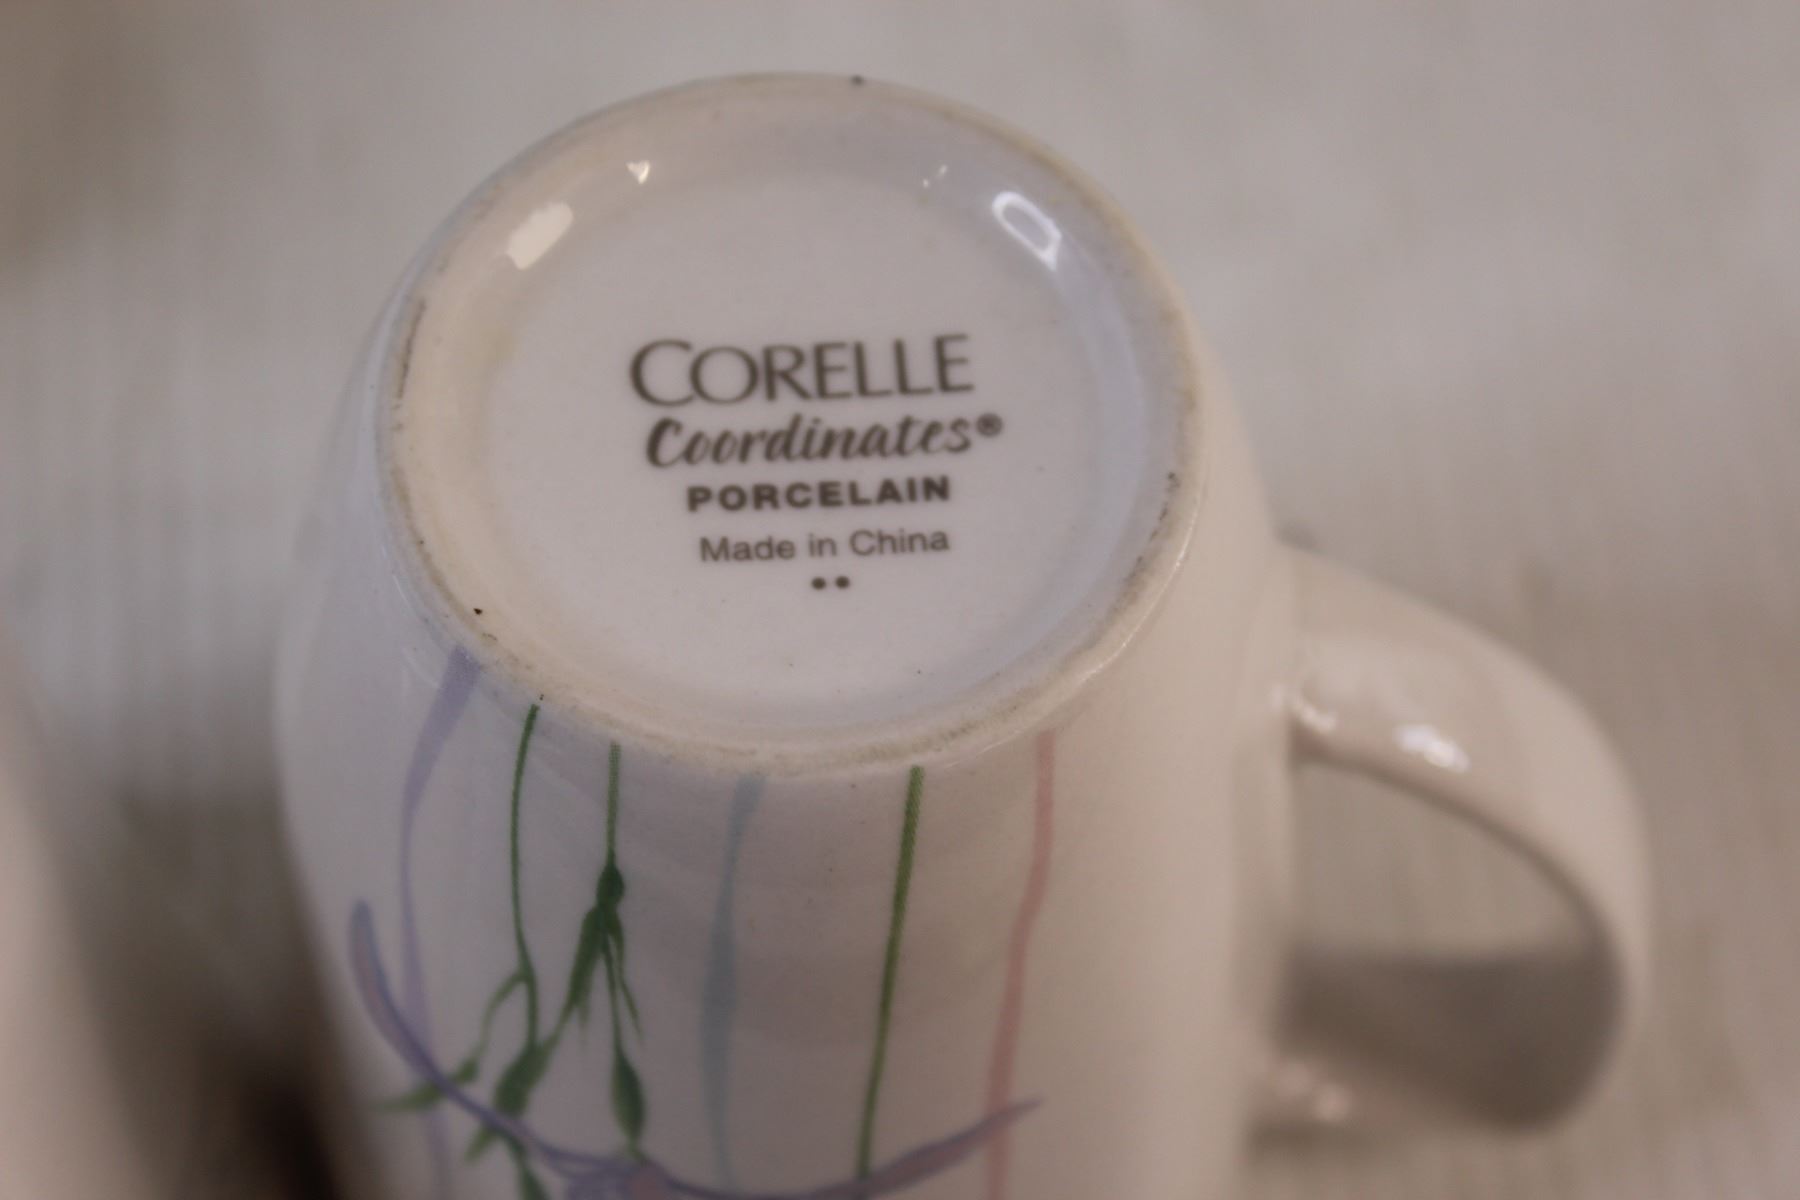 CORELLE
Coordinates®
PORCELAIN
Made in China
••